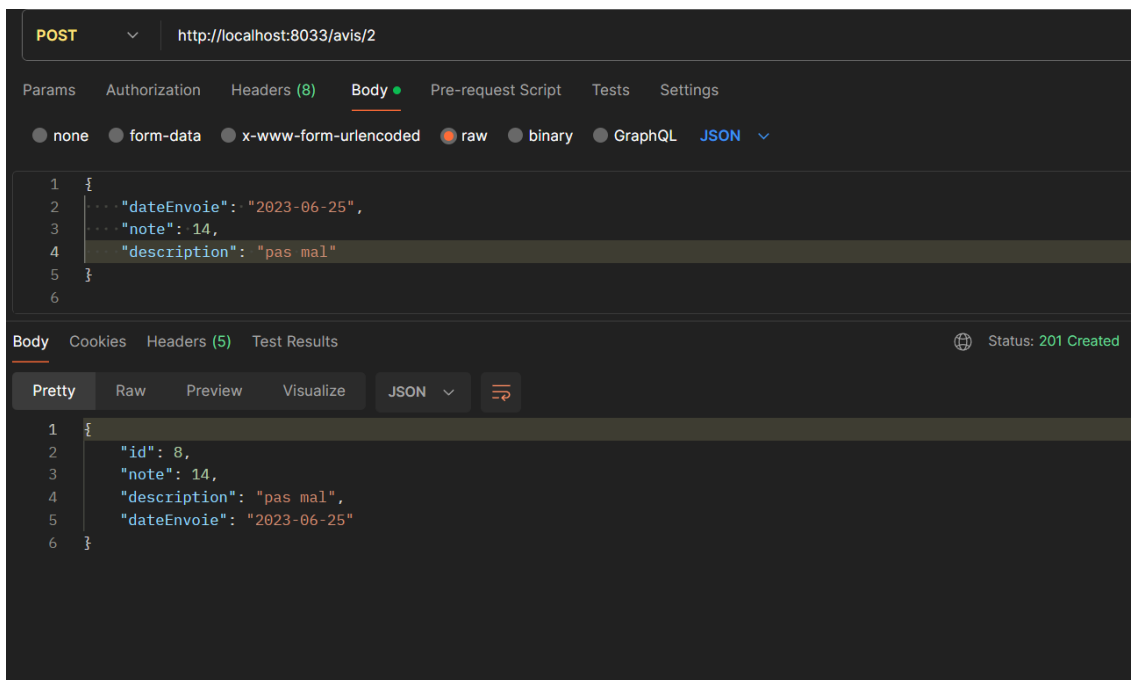 POST http://localhost:8033/avis/2
Params Authorization Headers (8) Body Pre-request Script Tests Settings
none form-data x-www-form-urlencoded raw binary GraphQL JSON
1 {
2 "dateEnvoie": "2023-06-25",
3 "note": 14,
4 "description": "pas mal"
5 }
6
Body Cookies Headers (5) Test Results Status: 201 Created
Pretty Raw Preview Visualize JSON
1 {
2 "id": 8,
3 "note": 14,
4 "description": "pas mal",
5 "dateEnvoie": "2023-06-25"
6 }